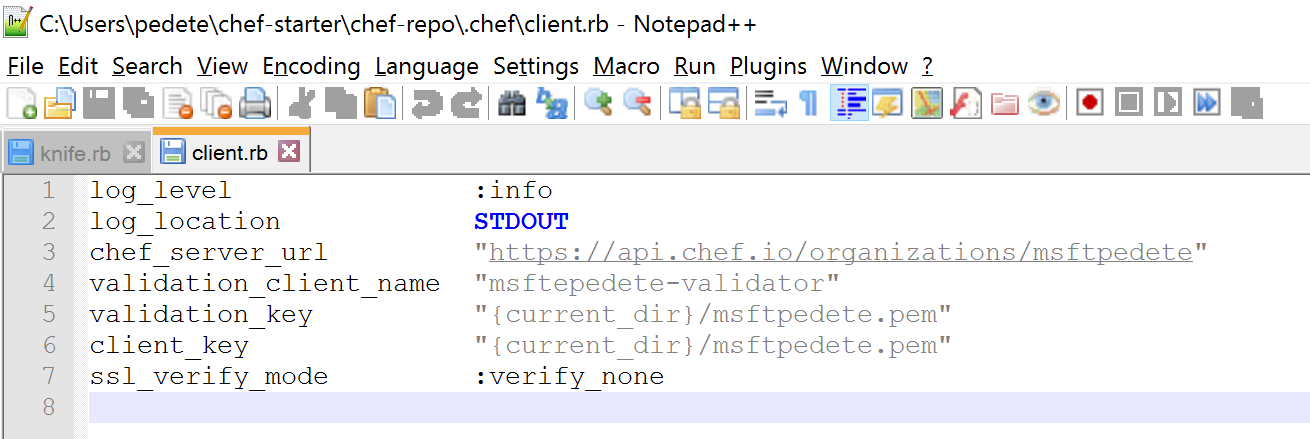 C:\Users\pedete\chef-starter\chef-repo\.chef\client.rb - Notepad++
File Edit Search View Encoding Language Settings Macro Run Plugins Window ?
knife.rb client.rb
1 log_level :info
2 log_location STDOUT
3 chef_server_url "https://api.chef.io/organizations/msftpedete"
4 validation_client_name "msftepedete-validator"
5 validation_key "{current_dir}/msftpedete.pem"
6 client_key "{current_dir}/msftpedete.pem"
7 ssl_verify_mode :verify_none
8